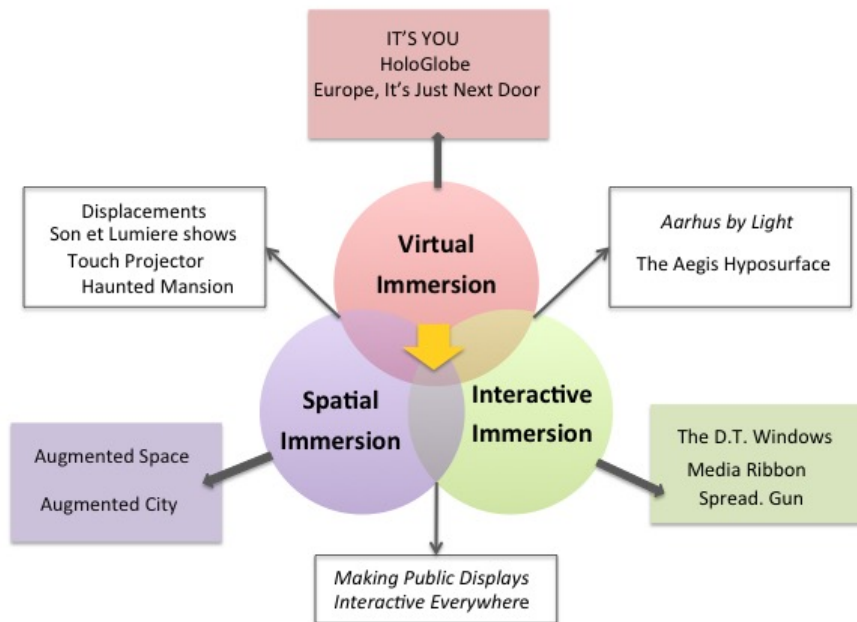 IT'S YOU
HoloGlobe
Europe, It's Just Next Door
Displacements
Son et Lumiere shows
Touch Projector
Haunted Mansion
Virtual
Immersion
Aarhus by Light
The Aegis Hyposurface
Spatial
Immersion
Interactive
Immersion
Augmented Space
Augmented City
The D.T. Windows
Media Ribbon
Spread. Gun
Making Public Displays
Interactive Everywhere